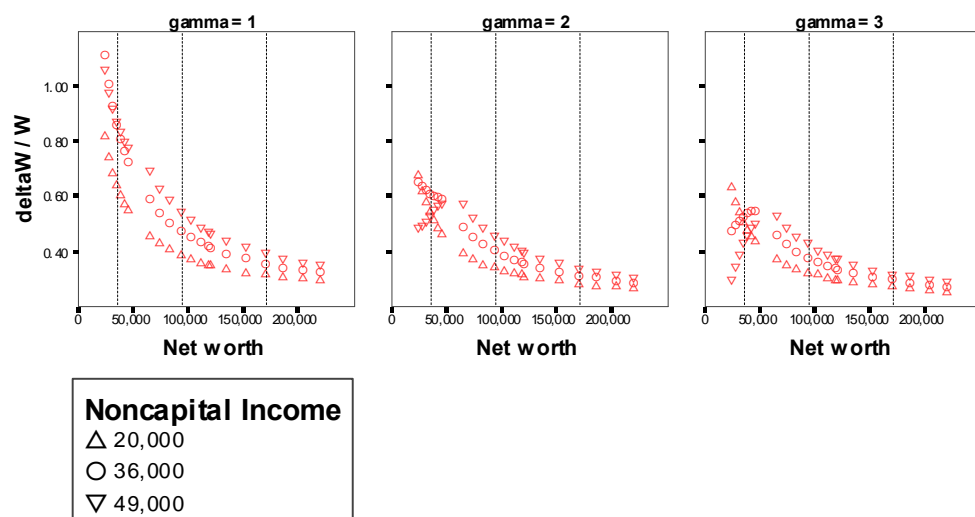 gamma = 1
gamma = 2
gamma = 3
deltaW / W
1.00
0.80
0.60
0.40
0 50,000 100,000 150,000 200,000
0 50,000 100,000 150,000 200,000
0 50,000 100,000 150,000 200,000
Net worth
Net worth
Net worth
Noncapital Income
20,000
36,000
49,000